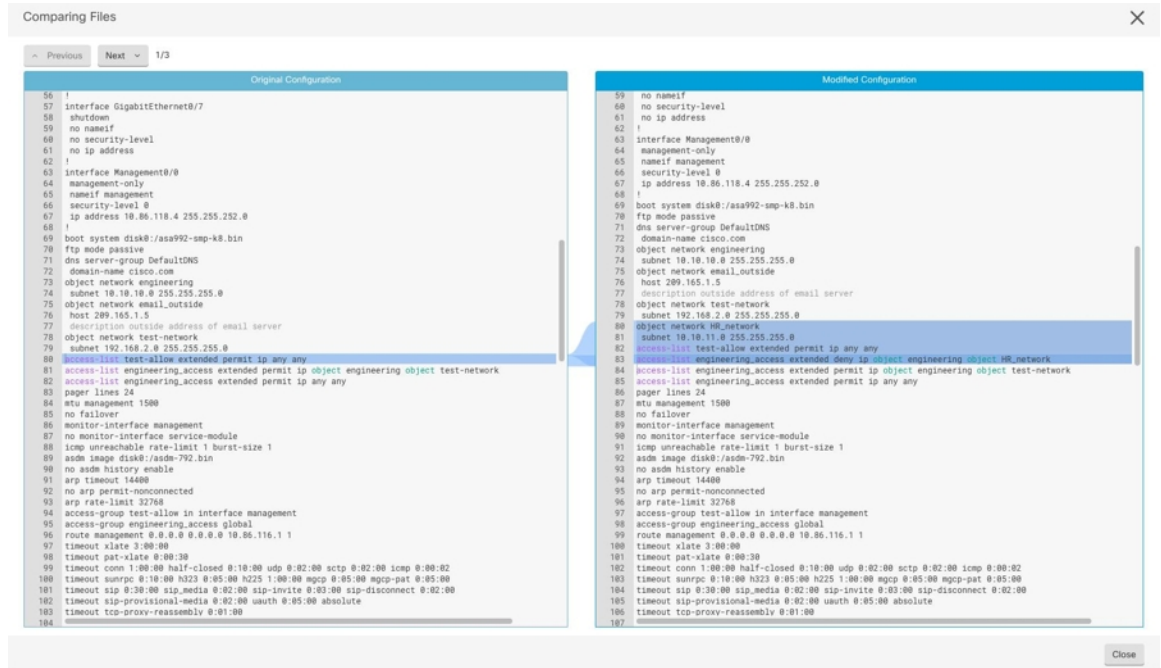 Comparing Files
Previous Next 1/3
Original Configuration
56 !
57 interface GigabitEthernet0/7
58 shutdown
59 no nameif
60 no security-level
61 no ip address
62 !
63 interface Management0/0
64 management-only
65 nameif management
66 security-level 0
67 ip address 10.86.118.4 255.255.252.0
68 !
69 boot system disk0:/asa992-smp-k8.bin
70 ftp mode passive
71 dns server-group DefaultDNS
72 domain-name cisco.com
73 object network engineering
74 subnet 10.10.10.0 255.255.255.0
75 object network email_outside
76 host 209.165.1.5
77 description outside address of email server
78 object network test-network
79 subnet 192.168.2.0 255.255.255.0
80 access-list test-allow extended permit ip any any
81 access-list engineering_access extended permit ip object engineering object test-network
82 access-list engineering_access extended permit ip any any
83 pager lines 24
84 mtu management 1500
85 no failover
86 monitor-interface management
87 no monitor-interface service-module
88 icmp unreachable rate-limit 1 burst-size 1
89 asdm image disk0:/asdm-792.bin
90 no asdm history enable
91 arp timeout 14400
92 no arp permit-nonconnected
93 arp rate-limit 32768
94 access-group test-allow in interface management
95 access-group engineering_access global
96 route management 0.0.0.0 0.0.0.0 10.86.116.1 1
97 timeout xlate 3:00:00
98 timeout pat-xlate 0:00:30
99 timeout conn 1:00:00 half-closed 0:10:00 udp 0:02:00 sctp 0:02:00 icmp 0:00:02
100 timeout sunrpc 0:10:00 h323 0:05:00 h225 1:00:00 mgcp 0:05:00 mgcp-pat 0:05:00
101 timeout sip 0:30:00 sip_media 0:02:00 sip-invite 0:03:00 sip-disconnect 0:02:00
102 timeout sip-provisional-media 0:02:00 uauth 0:05:00 absolute
103 timeout tcp-proxy-reassembly 0:01:00
104
Modified Configuration
59 no nameif
60 no security-level
61 no ip address
62 !
63 interface Management0/0
64 management-only
65 nameif management
66 security-level 0
67 ip address 10.86.118.4 255.255.252.0
68 !
69 boot system disk0:/asa992-smp-k8.bin
70 ftp mode passive
71 dns server-group DefaultDNS
72 domain-name cisco.com
73 object network engineering
74 subnet 10.10.10.0 255.255.255.0
75 object network email_outside
76 host 209.165.1.5
77 description outside address of email server
78 object network test-network
79 subnet 192.168.2.0 255.255.255.0
80 object network HR_network
81 subnet 10.10.11.0 255.255.255.0
82 access-list test-allow extended permit ip any any
83 access-list engineering_access extended deny ip object engineering object HR_network
84 access-list engineering_access extended permit ip object engineering object test-network
85 access-list engineering_access extended permit ip any any
86 pager lines 24
87 mtu management 1500
88 no failover
89 monitor-interface management
90 no monitor-interface service-module
91 icmp unreachable rate-limit 1 burst-size 1
92 asdm image disk0:/asdm-792.bin
93 no asdm history enable
94 arp timeout 14400
95 no arp permit-nonconnected
96 arp rate-limit 32768
97 access-group test-allow in interface management
98 access-group engineering_access global
99 route management 0.0.0.0 0.0.0.0 10.86.116.1 1
100 timeout xlate 3:00:00
101 timeout pat-xlate 0:00:30
102 timeout conn 1:00:00 half-closed 0:10:00 udp 0:02:00 sctp 0:02:00 icmp 0:00:02
103 timeout sunrpc 0:10:00 h323 0:05:00 h225 1:00:00 mgcp 0:05:00 mgcp-pat 0:05:00
104 timeout sip 0:30:00 sip_media 0:02:00 sip-invite 0:03:00 sip-disconnect 0:02:00
105 timeout sip-provisional-media 0:02:00 uauth 0:05:00 absolute
106 timeout tcp-proxy-reassembly 0:01:00
107
Close